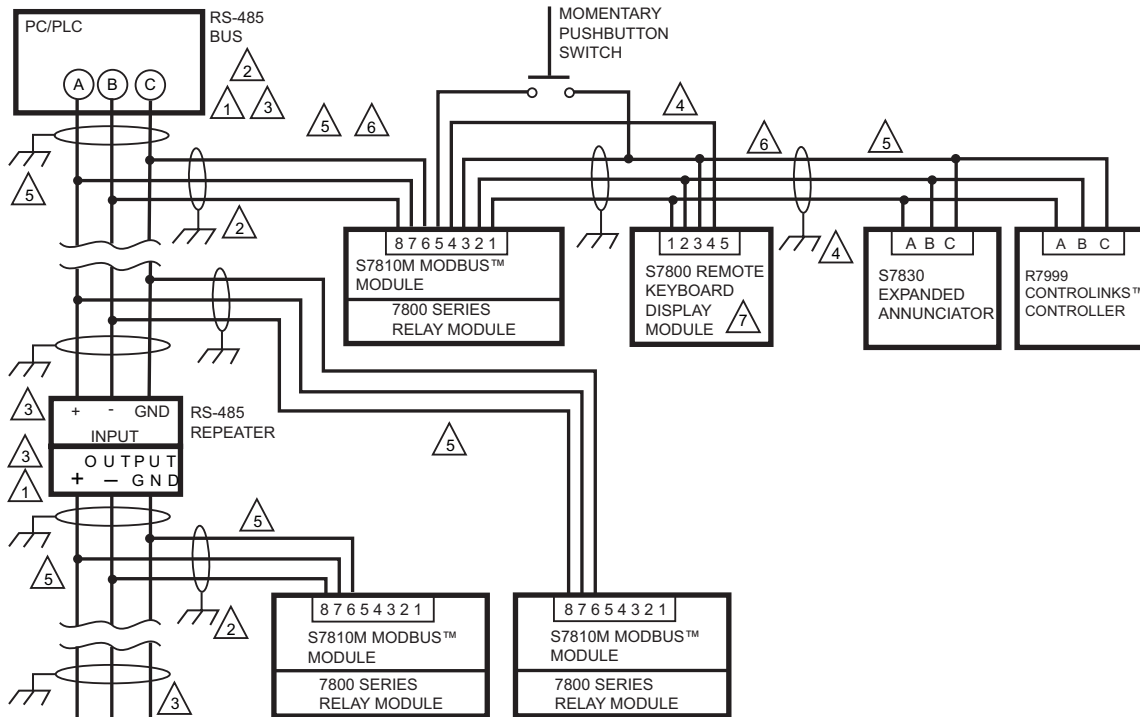 PC/PLC
RS-485
BUS
A B C
2
1 3
5
MOMENTARY
PUSHBUTTON
SWITCH
5 6
4
6
5
2
4
8 7 6 5 4 3 2 1
S7810M MODBUS™
MODULE
7800 SERIES
RELAY MODULE
1 2 3 4 5
S7800 REMOTE
KEYBOARD
DISPLAY
MODULE
7
A B C
S7830
EXPANDED
ANNUNCIATOR
A B C
R7999
CONTROLINKS™
CONTROLLER
3
+ - GND
INPUT
RS-485
REPEATER
3
1
OUTPUT
+ – GND
5
5
5
2
3
8 7 6 5 4 3 2 1
S7810M MODBUS™
MODULE
7800 SERIES
RELAY MODULE
8 7 6 5 4 3 2 1
S7810M MODBUS™
MODULE
7800 SERIES
RELAY MODULE